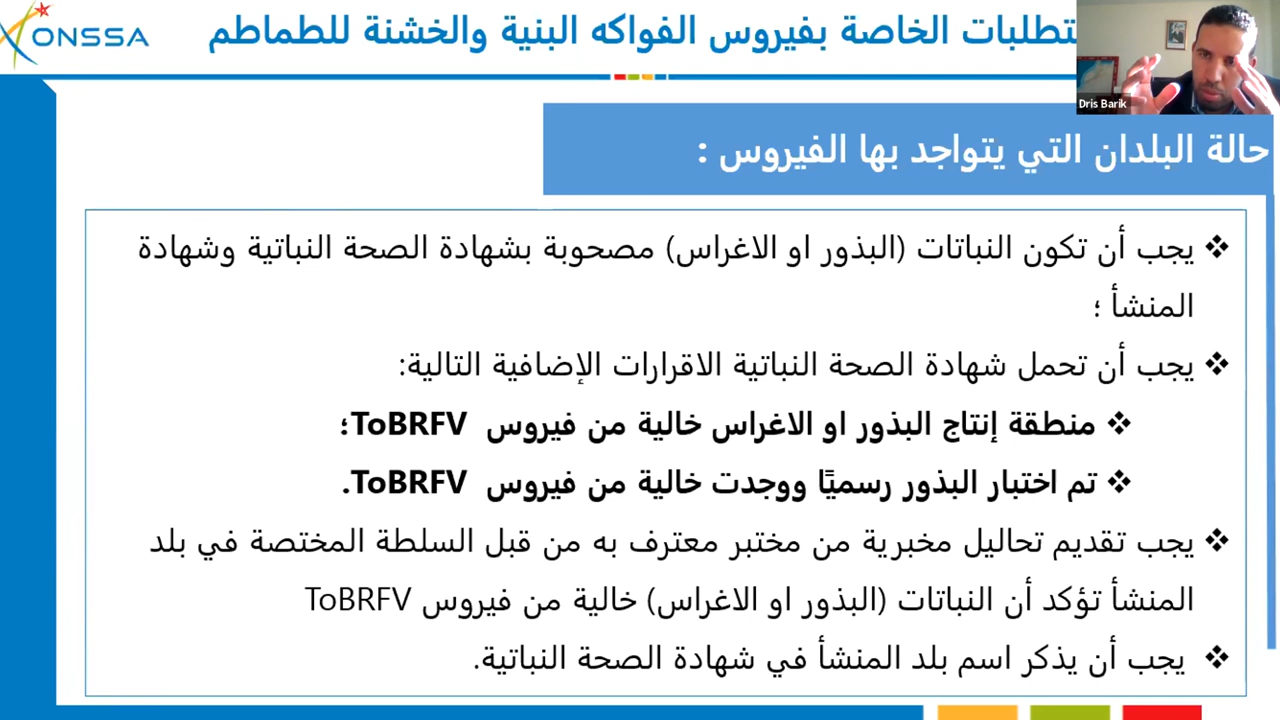 ONSSA
تطلبات الخاصة بفيروس الفواكه البنية والخشنة للطماطم
Dris Barik
حالة البلدان التي يتواجد بها الفيروس :
❖ يجب أن تكون النباتات (البذور او الاغراس) مصحوبة بشهادة الصحة النباتية وشهادة
المنشأ ؛
❖ يجب أن تحمل شهادة الصحة النباتية الاقرارات الإضافية التالية:
❖ منطقة إنتاج البذور او الاغراس خالية من فيروس ToBRFV؛
❖ تم اختبار البذور رسميًا ووجدت خالية من فيروس ToBRFV.
❖ يجب تقديم تحاليل مخبرية من مختبر معترف به من قبل السلطة المختصة في بلد
المنشأ تؤكد أن النباتات (البذور او الاغراس) خالية من فيروس ToBRFV
❖ يجب أن يذكر اسم بلد المنشأ في شهادة الصحة النباتية.